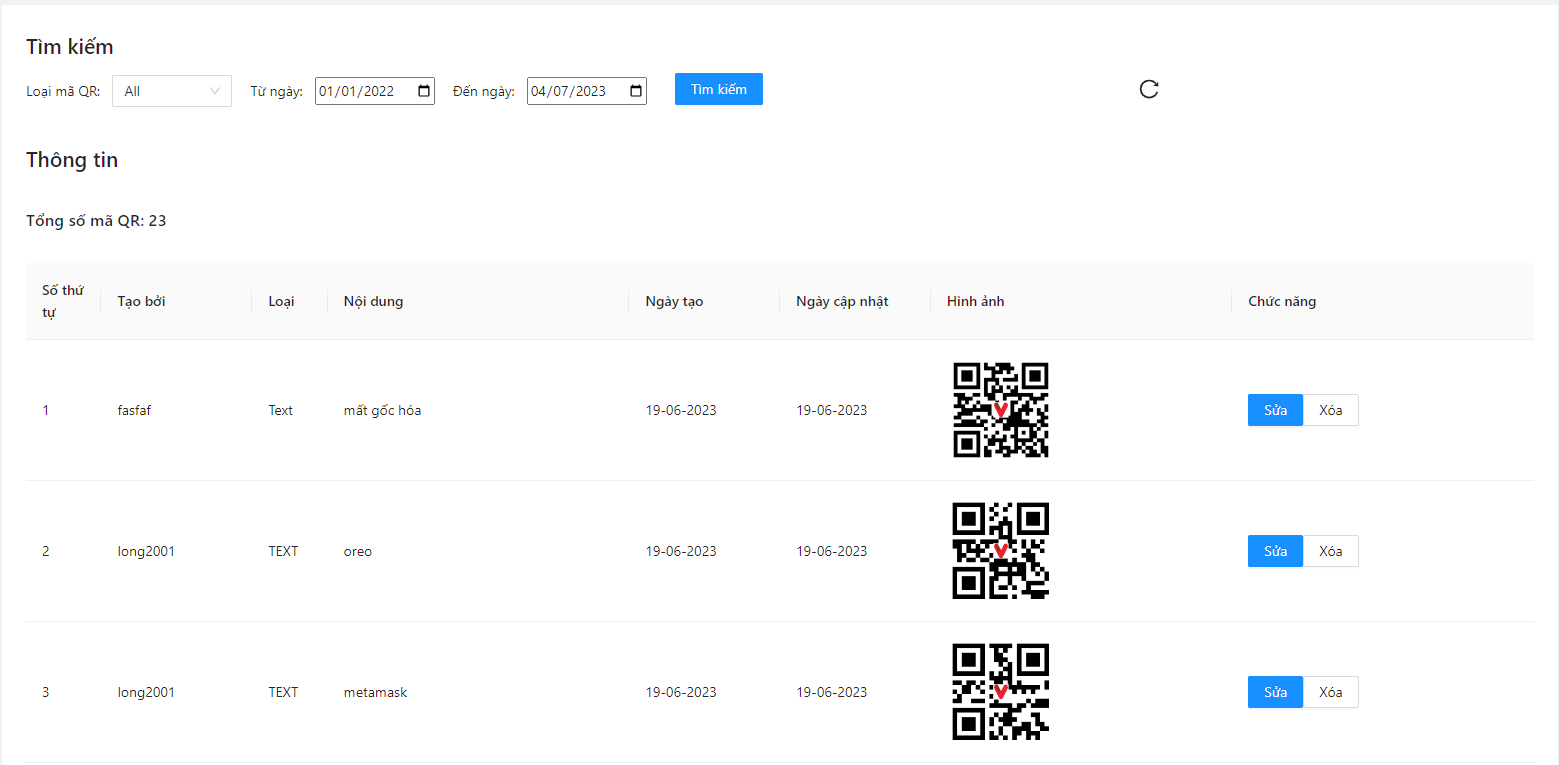 Tìm kiếm
Loại mã QR: All Từ ngày: 01/01/2022 Đến ngày: 04/07/2023 Tìm kiếm
Thông tin
Tổng số mã QR: 23
Số thứ tự Tạo bởi Loại Nội dung Ngày tạo Ngày cập nhật Hình ảnh Chức năng
1 fasfaf Text mất gốc hóa 19-06-2023 19-06-2023 Sửa Xóa
2 long2001 TEXT oreo 19-06-2023 19-06-2023 Sửa Xóa
3 long2001 TEXT metamask 19-06-2023 19-06-2023 Sửa Xóa